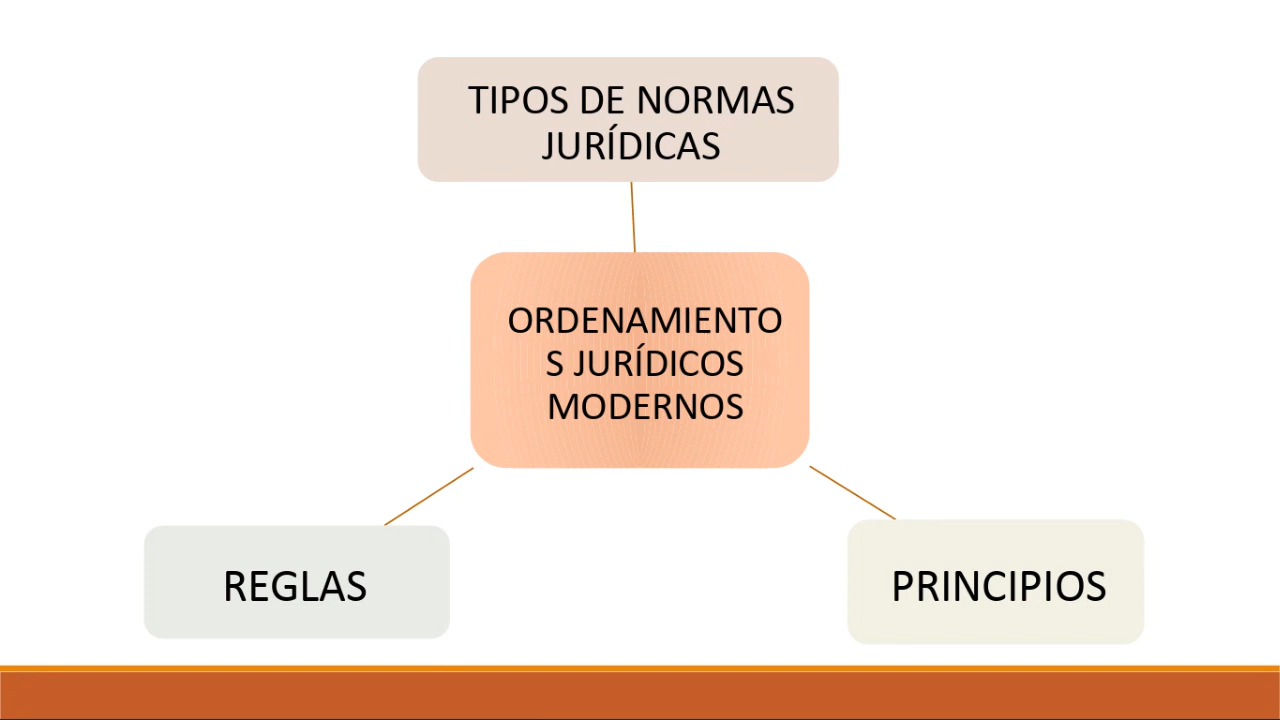 TIPOS DE NORMAS
JURÍDICAS
ORDENAMIENTO
S JURÍDICOS
MODERNOS
REGLAS
PRINCIPIOS